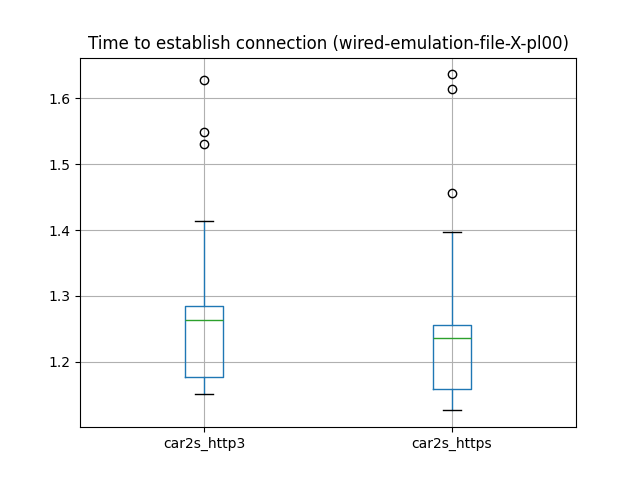 Time to establish connection (wired-emulation-file-X-pl00)
1.6
1.5
1.4
1.3
1.2
car2s_http3
car2s_https